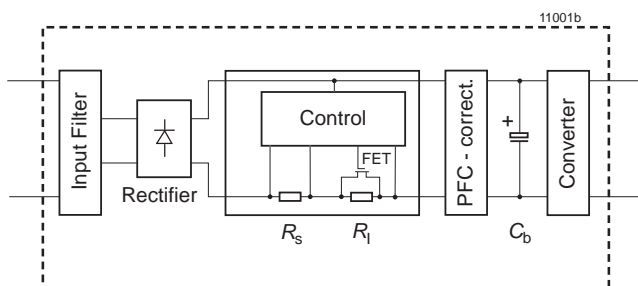 11001b
Input Filter
Rectifier
Control
FET
Rs
Rl
PFC - correct.
+
Cb
Converter